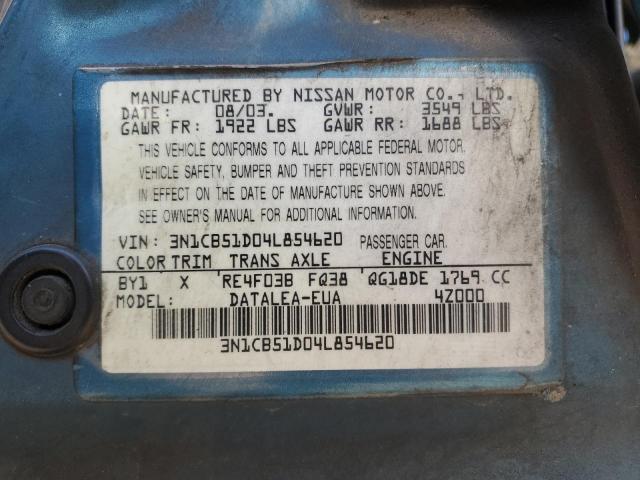 MANUFACTURED BY NISSAN MOTOR CO., LTD.
DATE: 08/03. GVWR: 3549 LBS
GAWR FR: 1922 LBS GAWR RR: 1688 LBS
THIS VEHICLE CONFORMS TO ALL APPLICABLE FEDERAL MOTOR
VEHICLE SAFETY, BUMPER AND THEFT PREVENTION STANDARDS
IN EFFECT ON THE DATE OF MANUFACTURE SHOWN ABOVE.
SEE OWNER'S MANUAL FOR ADDITIONAL INFORMATION.
VIN: 3N1CB51D04L854620 PASSENGER CAR.
COLOR TRIM TRANS AXLE ENGINE
BY1 X RE4F03B FQ38 QG18DE 1769 CC
MODEL: DATALEA-EUA 4Z000
3N1CB51D04L854620